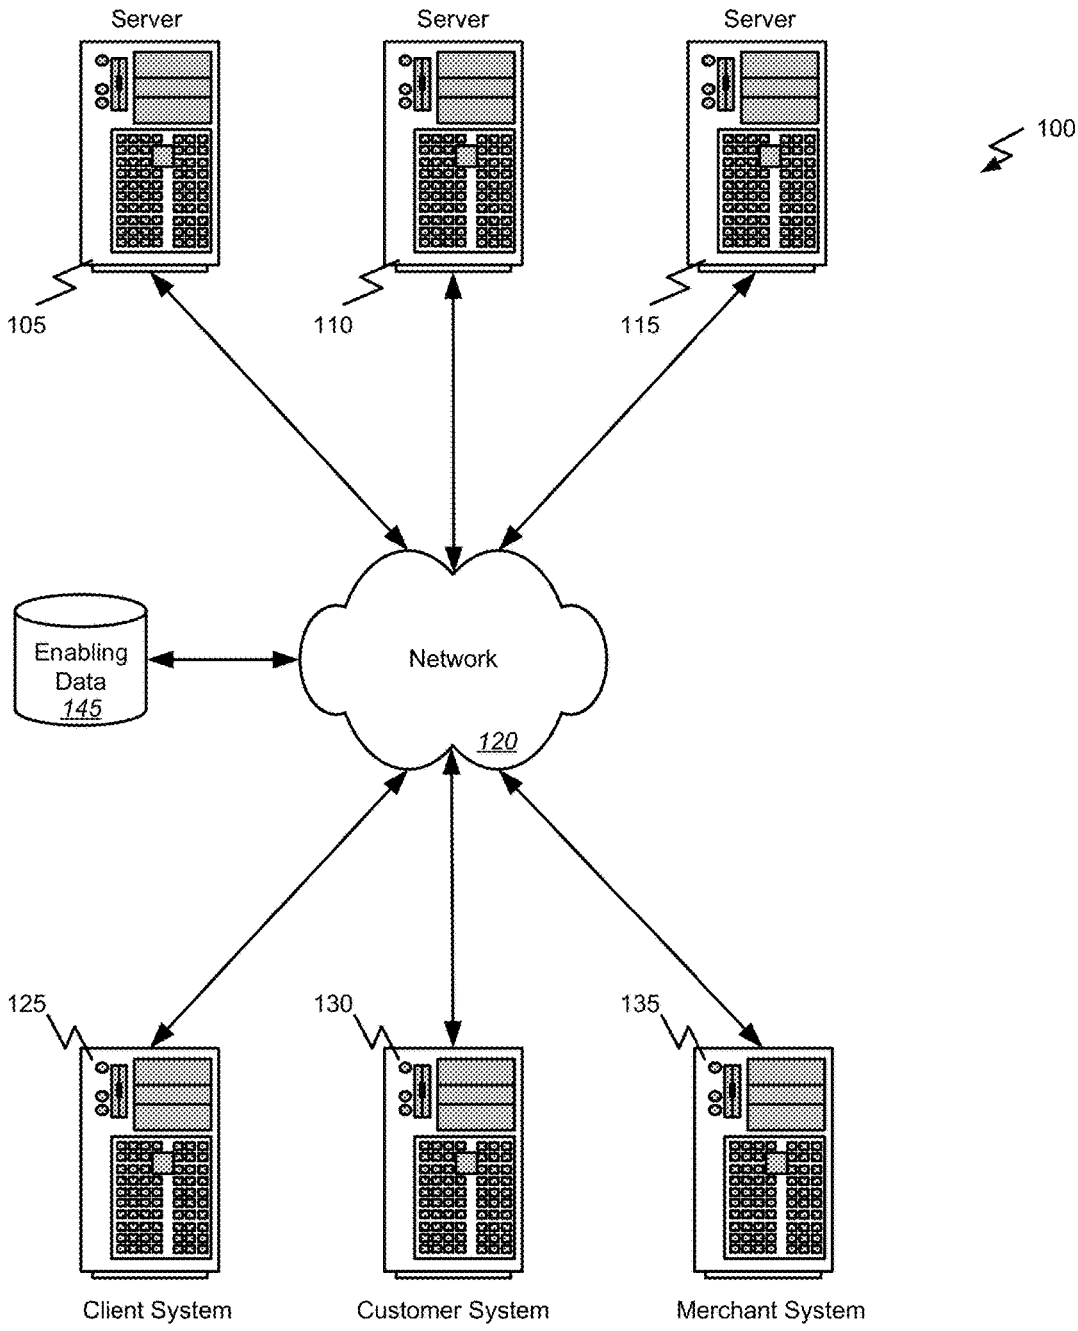 Server
Server
Server
100
105
110
115
Enabling
Data
145
Network
120
125
130
135
Client System
Customer System
Merchant System